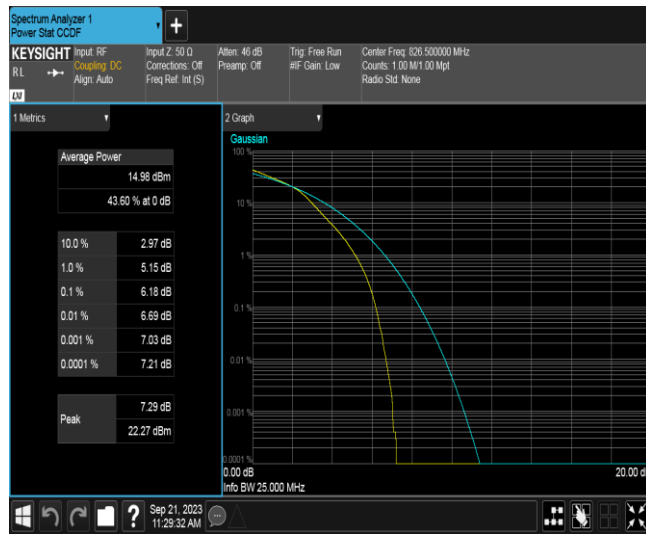 Spectrum Analyzer 1
Power Stat CCDF
+
KEYSIGHT
RL
LXI
Input: RF
Coupling: DC
Align: Auto
Input Z: 50 Ω
Corrections: Off
Freq Ref: Int (S)
Atten: 46 dB
Preamp: Off
Trig: Free Run
#IF Gain: Low
Center Freq: 826.500000 MHz
Counts: 1.00 M/1.00 Mpt
Radio Std: None
1 Metrics
Average Power
14.98 dBm
43.60 % at 0 dB
10.0 % 2.97 dB
1.0 % 5.15 dB
0.1 % 6.18 dB
0.01 % 6.69 dB
0.001 % 7.03 dB
0.0001 % 7.21 dB
Peak
7.29 dB
22.27 dBm
2 Graph
Gaussian
100 %
10 %
1 %
0.1 %
0.01 %
0.001 %
0.0001 %
0.00 dB
20.00 d
Info BW 25.000 MHz
?
Sep 21, 2023
11:29:32 AM